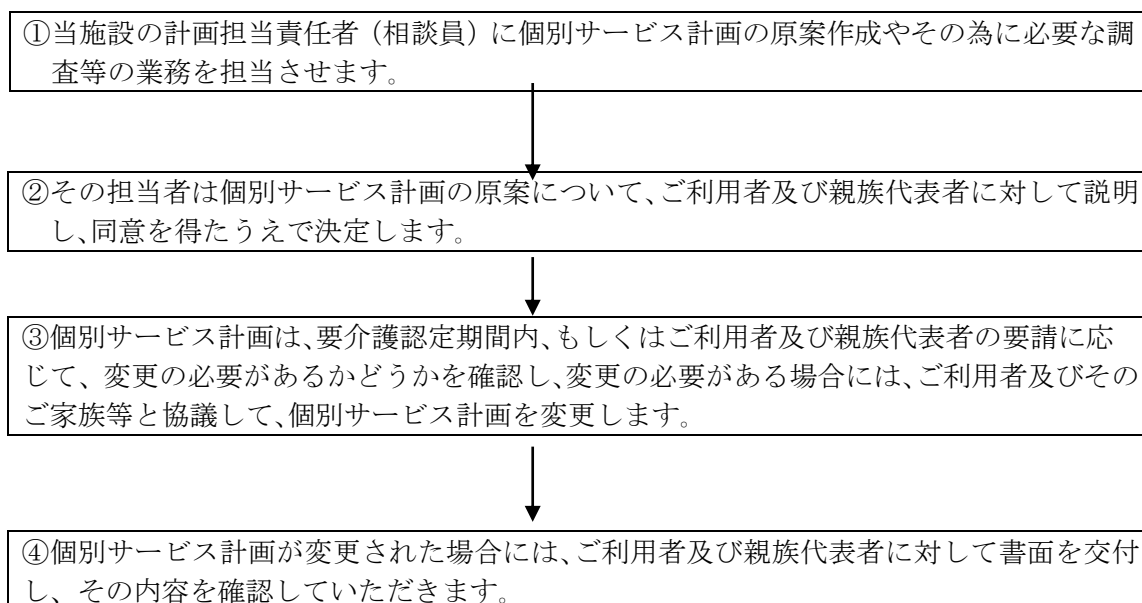 ①当施設の計画担当責任者（相談員）に個別サービス計画の原案作成やその為に必要な調
査等の業務を担当させます。
②その担当者は個別サービス計画の原案について、ご利用者及び親族代表者に対して説明
し、同意を得たうえで決定します。
③個別サービス計画は、要介護認定期間内、もしくはご利用者及び親族代表者の要請に応
じて、変更の必要があるかどうかを確認し、変更の必要がある場合には、ご利用者及びその
ご家族等と協議して、個別サービス計画を変更します。
④個別サービス計画が変更された場合には、ご利用者及び親族代表者に対して書面を交付
し、その内容を確認していただきます。